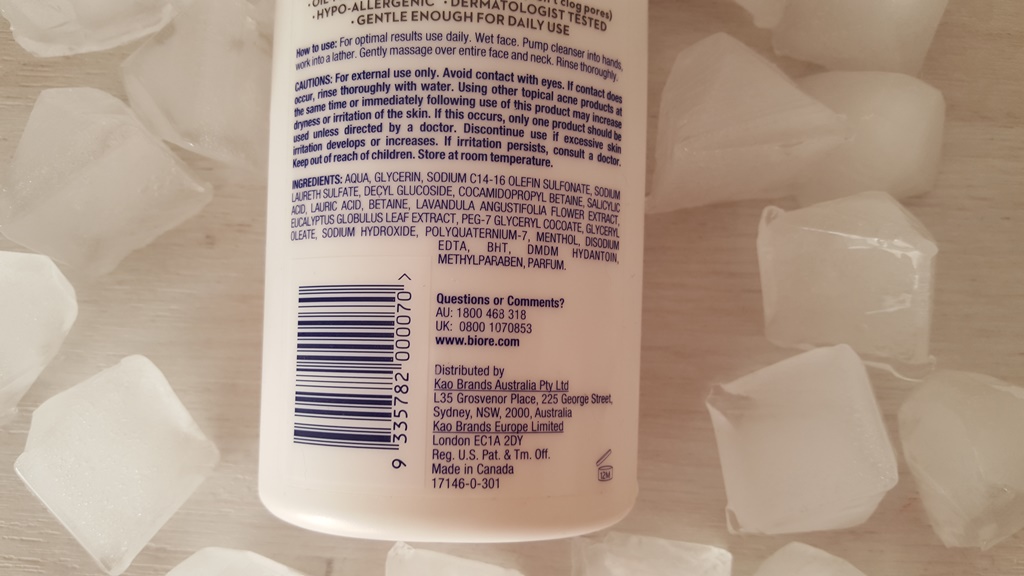 ·OIL clog pores)
·HYPO-ALLERGENIC ·DERMATOLOGIST TESTED
·GENTLE ENOUGH FOR DAILY USE
How to use: For optimal results use daily. Wet face. Pump cleanser into hands,
work into a lather. Gently massage over entire face and neck. Rinse thoroughly.
CAUTIONS: For external use only. Avoid contact with eyes. If contact does
occur, rinse thoroughly with water. Using other topical acne products at
the same time or immediately following use of this product may increase
dryness or irritation of the skin. If this occurs, only one product should be
used unless directed by a doctor. Discontinue use if excessive skin
irritation develops or increases. If irritation persists, consult a doctor.
Keep out of reach of children. Store at room temperature.
INGREDIENTS: AQUA, GLYCERIN, SODIUM C14-16 OLEFIN SULFONATE, SODIUM
LAURETH SULFATE, DECYL GLUCOSIDE, COCAMIDOPROPYL BETAINE, SALICYLIC
ACID, LAURIC ACID, BETAINE, LAVANDULA ANGUSTIFOLIA FLOWER EXTRACT,
EUCALYPTUS GLOBULUS LEAF EXTRACT, PEG-7 GLYCERYL COCOATE, GLYCERYL
OLEATE, SODIUM HYDROXIDE, POLYQUATERNIUM-7, MENTHOL, DISODIUM
EDTA, BHT, DMDM HYDANTOIN,
METHYLPARABEN, PARFUM.
9 335782 000070 >
Questions or Comments?
AU: 1800 468 318
UK: 0800 1070853
www.biore.com
Distributed by
Kao Brands Australia Pty Ltd
L35 Grosvenor Place, 225 George Street,
Sydney, NSW, 2000, Australia
Kao Brands Europe Limited
London EC1A 2DY
Reg. U.S. Pat. & Tm. Off.
Made in Canada
17146-0-301
12M